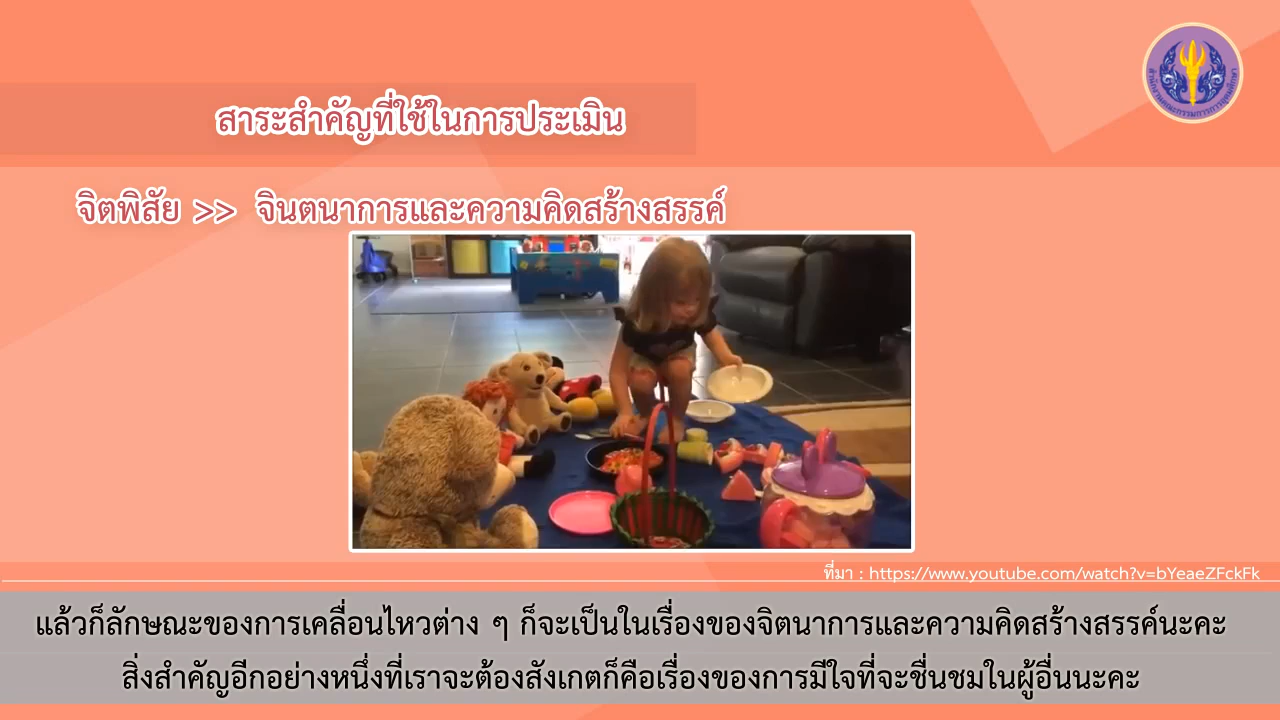 สาระสำคัญที่ใช้ในการประเมิน
จิตพิสัย >> จินตนาการและความคิดสร้างสรรค์
ที่มา : https://www.youtube.com/watch?v=bYeaeZFckFk
แล้วก็ลักษณะของการเคลื่อนไหวต่าง ๆ ก็จะเป็นในเรื่องของจิตนาการและความคิดสร้างสรรค์นะคะ
สิ่งสำคัญอีกอย่างหนึ่งที่เราจะต้องสังเกตก็คือเรื่องของการมีใจที่จะชื่นชมในผู้อื่นนะคะ